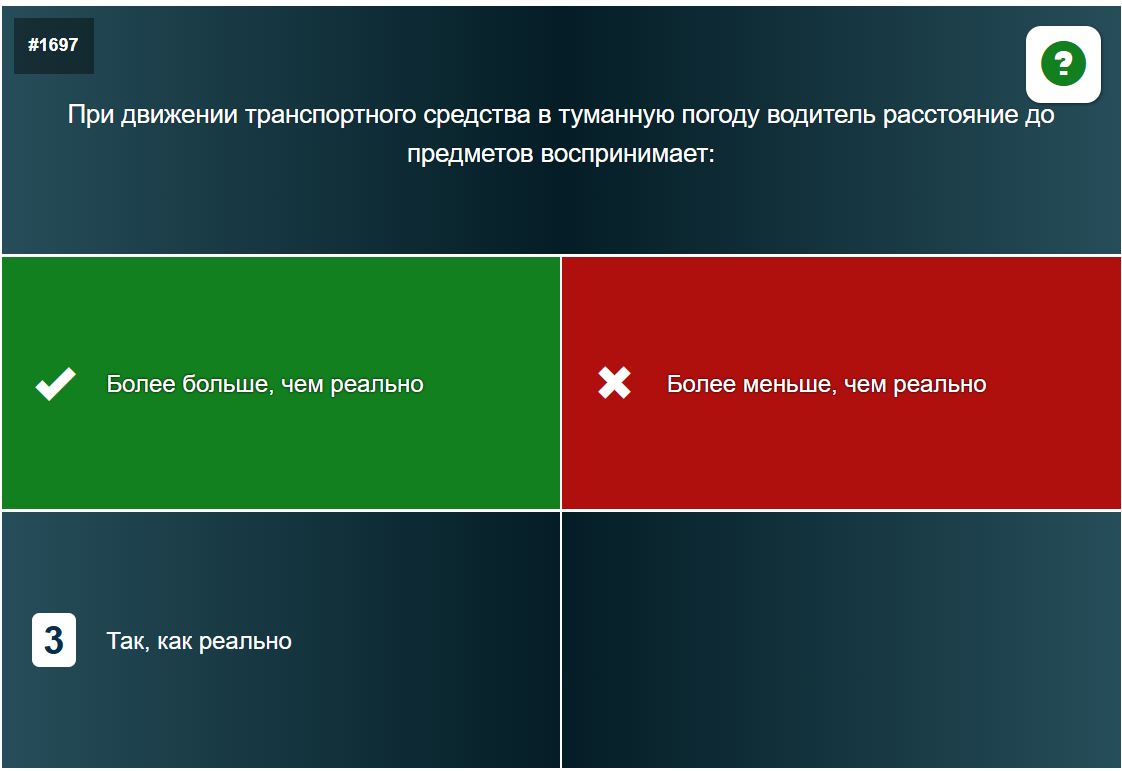 #1697
?
При движении транспортного средства в туманную погоду водитель расстояние до
предметов воспринимает:
Более больше, чем реально
Более меньше, чем реально
3 Так, как реально